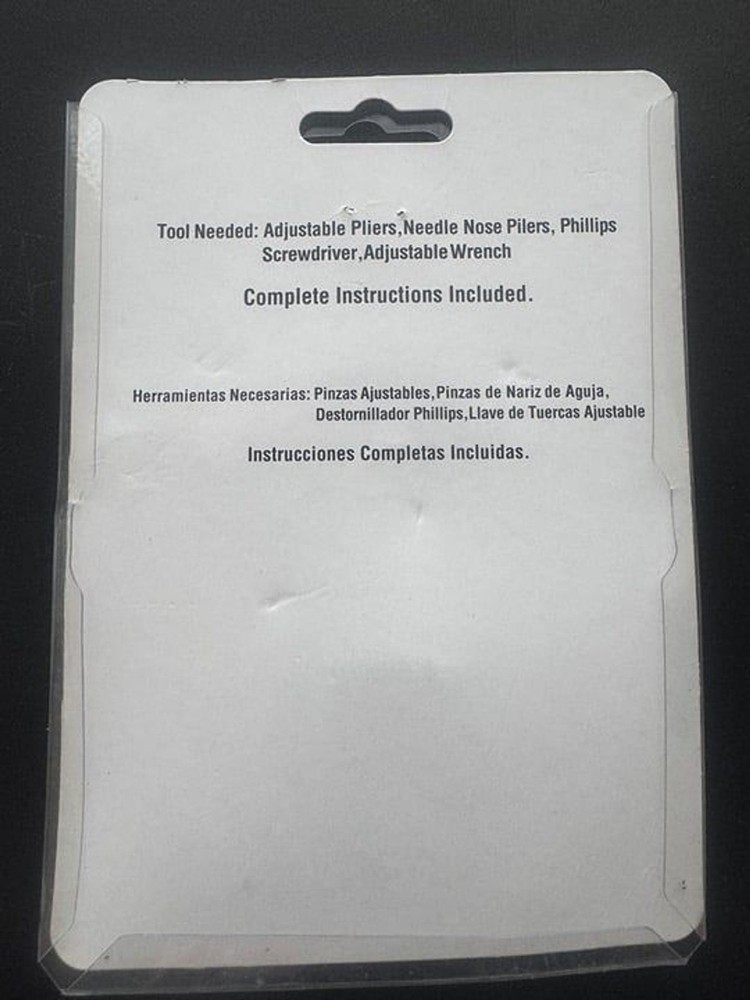 Tool Needed: Adjustable Pliers,Needle Nose Pilers, Phillips
Screwdriver,Adjustable Wrench
Complete Instructions Included.
Herramientas Necesarias: Pinzas Ajustables,Pinzas de Nariz de Aguja,
Destornillador Phillips,Llave de Tuercas Ajustable
Instrucciones Completas Incluidas.